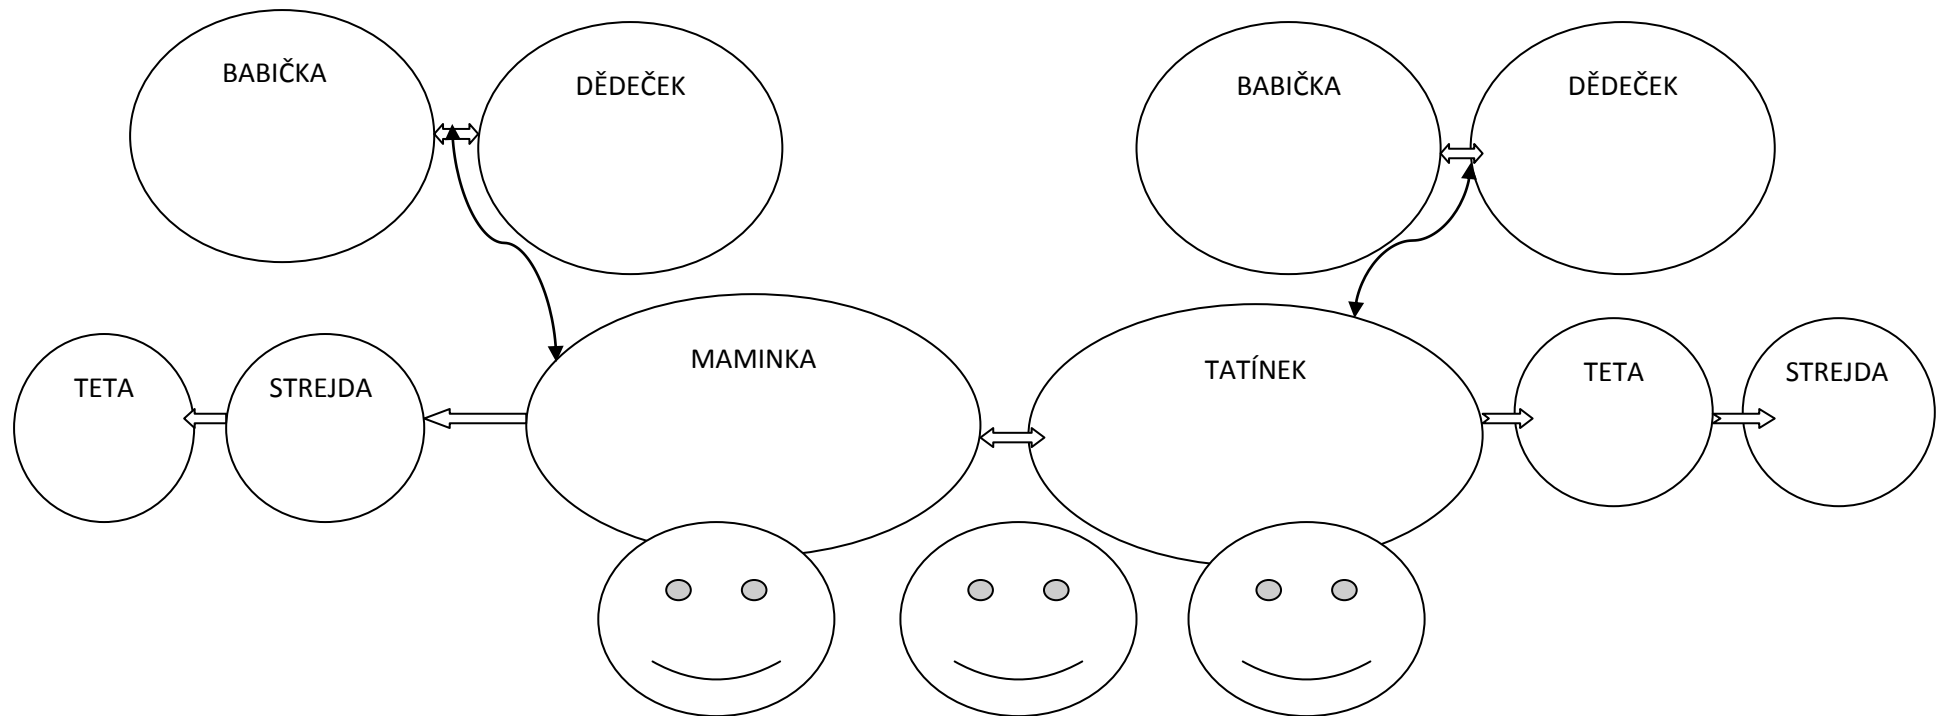 BABIČKA
DĚDEČEK
BABIČKA
DĚDEČEK
MAMINKA
TATÍNEK
TETA
STREJDA
TETA
STREJDA